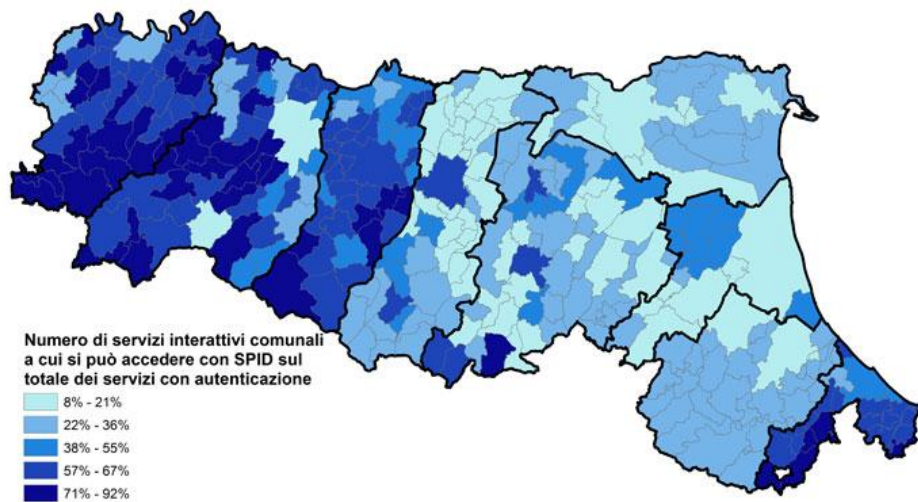 Numero di servizi interattivi comunali
a cui si può accedere con SPID sul
totale dei servizi con autenticazione
8% - 21%
22% - 36%
38% - 55%
57% - 67%
71% - 92%